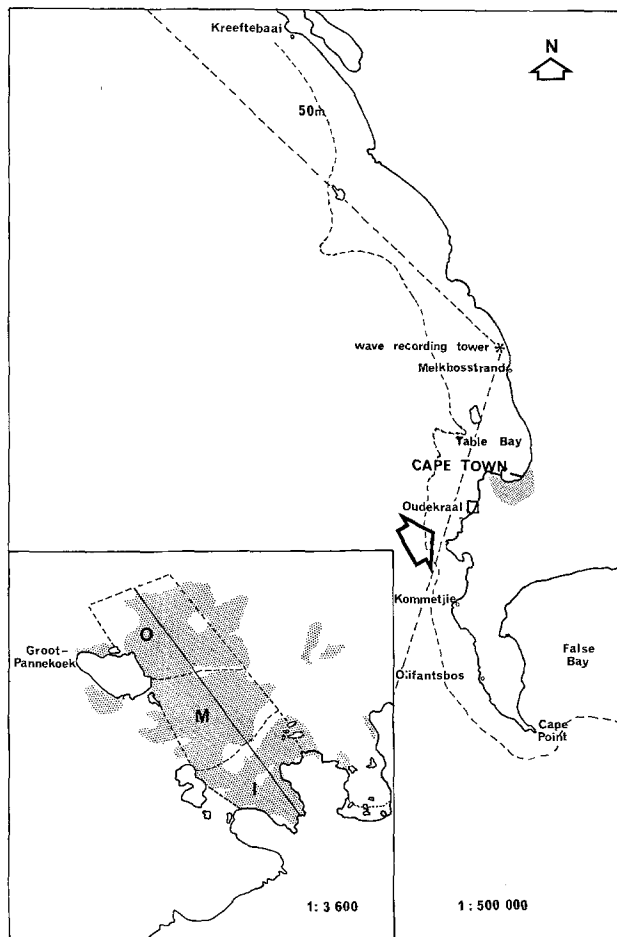 Kreeftebaai
N
50m
wave recording tower
Melkbosstrand
Table Bay
CAPE TOWN
Oudekraal
Kommetjie
Groot-
Pannekoek
O
False
Bay
Olifantsbos
M
Cape
Point
I
1: 3 600
1: 500 000